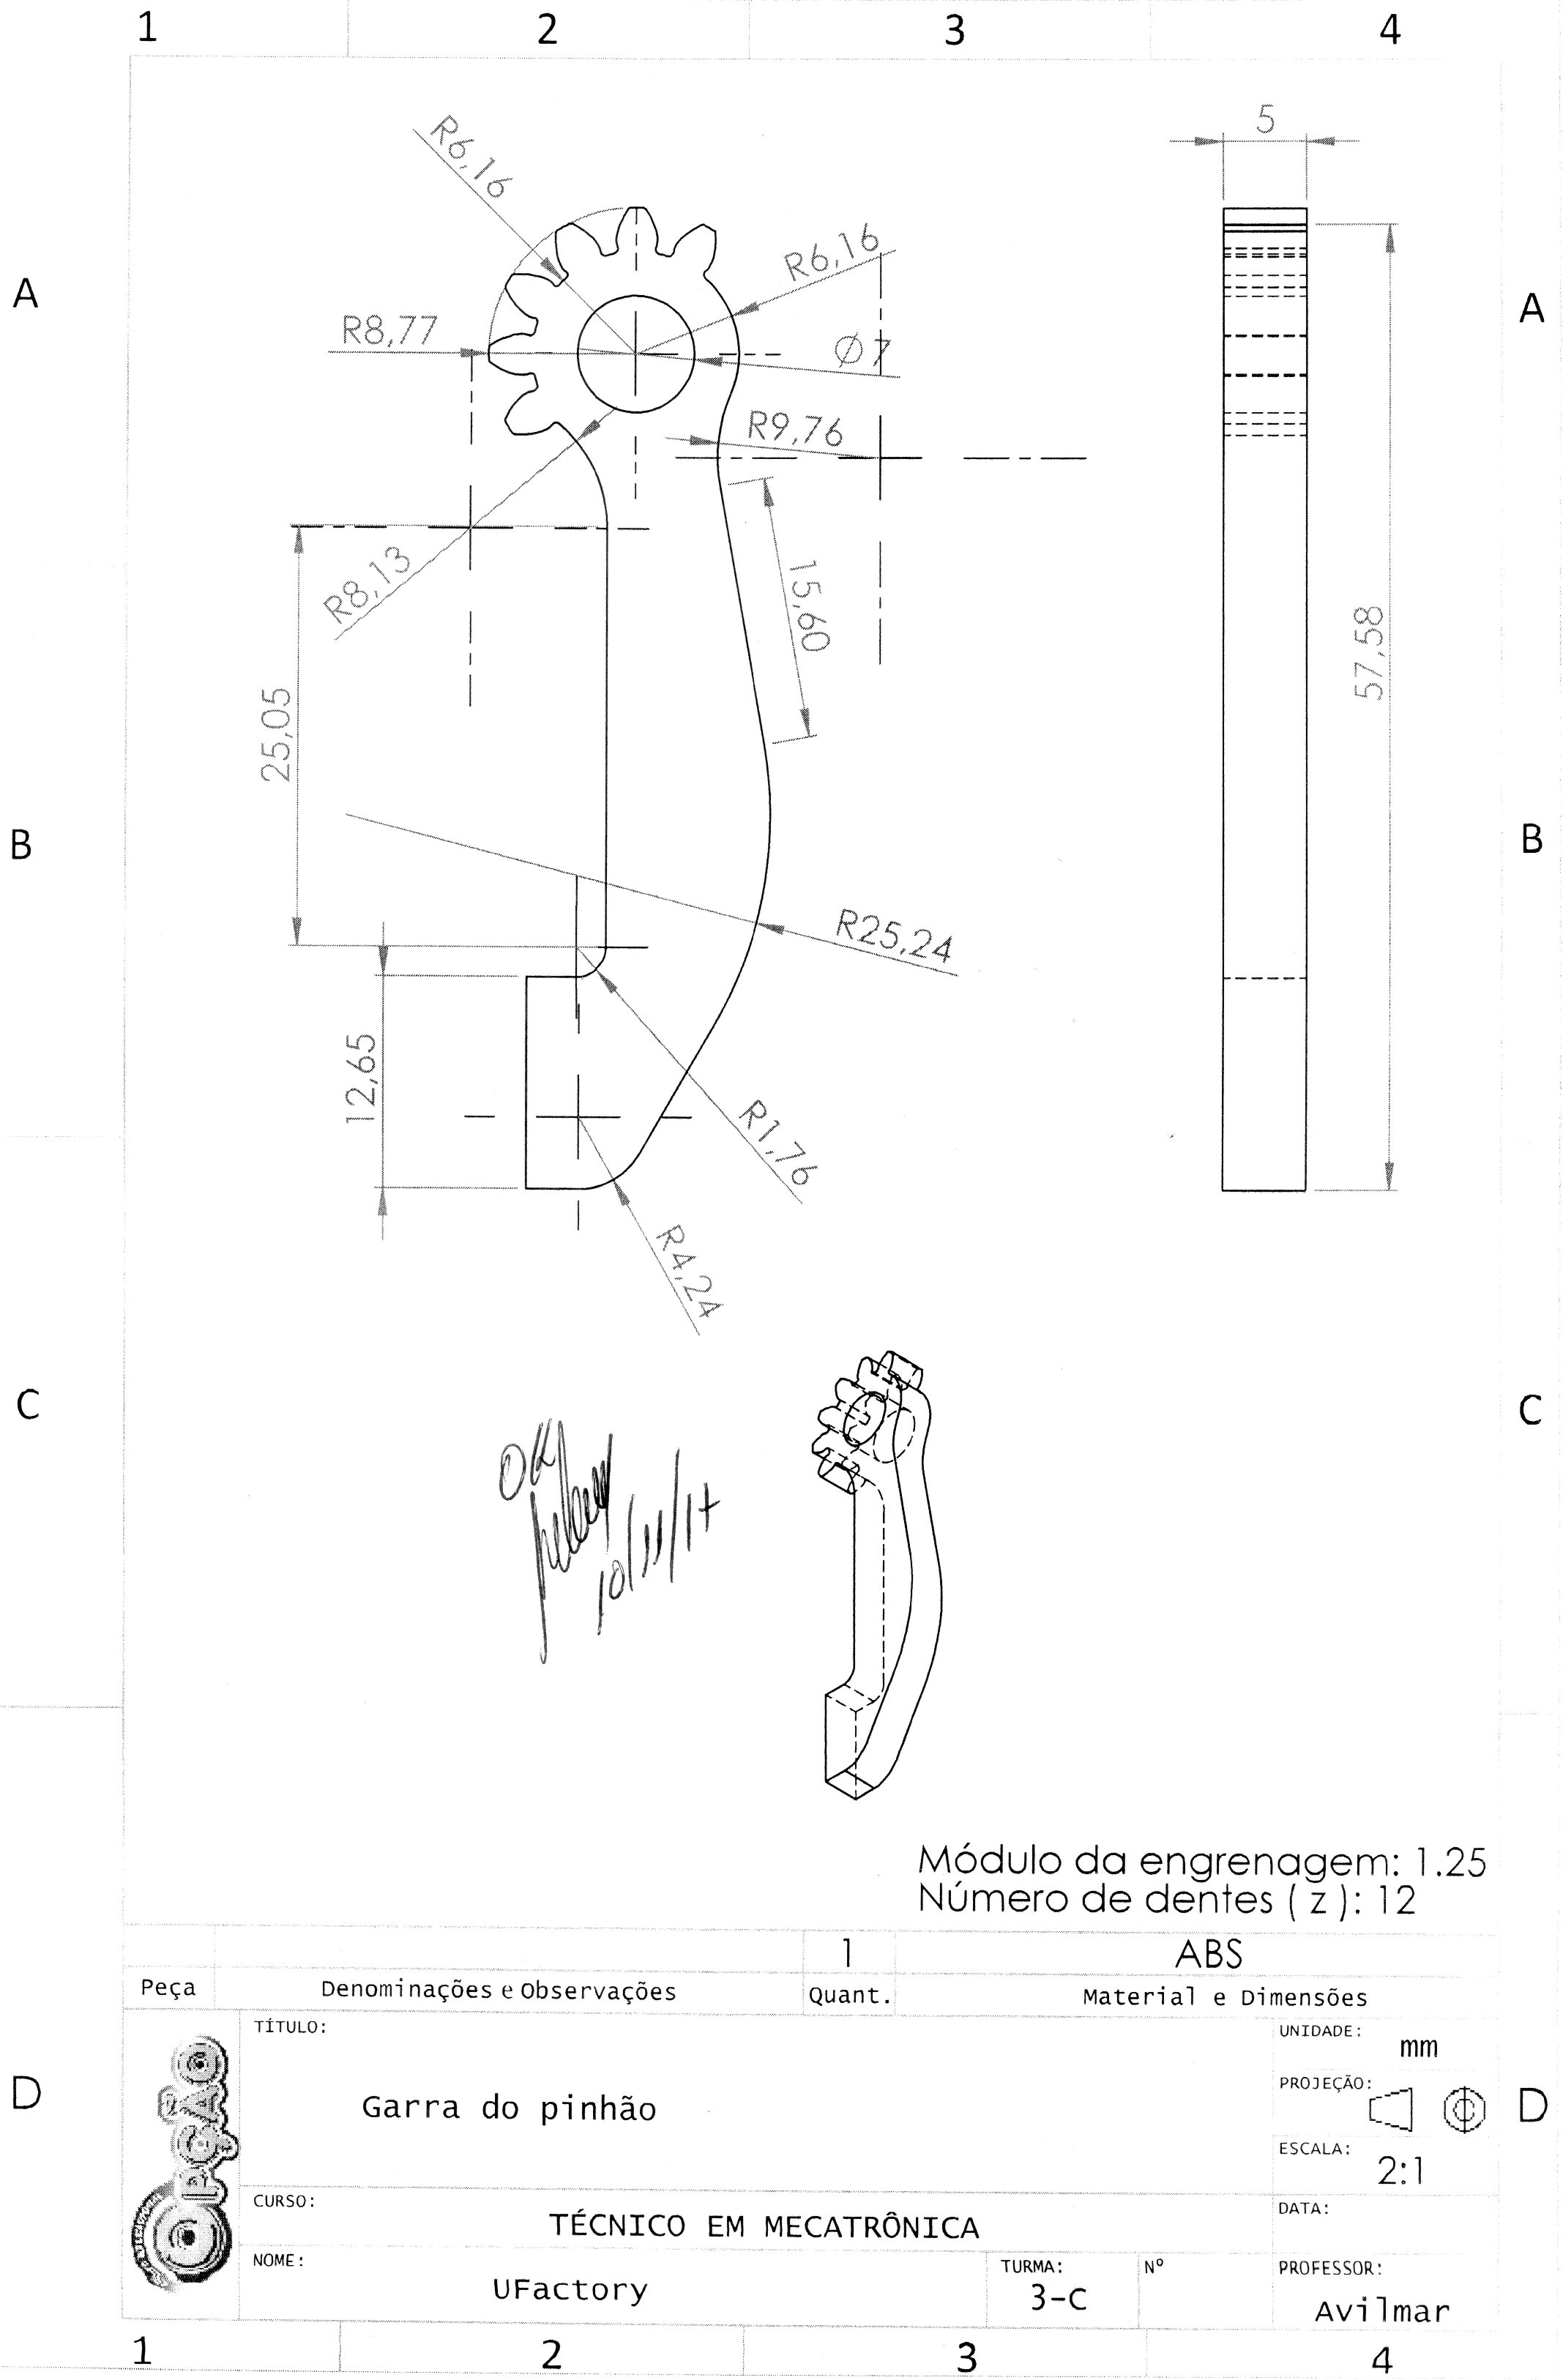 1 2 3 4
5
R6,16
A
R6,16
A
R8,77
Ø7
R9,76
R8,13
15,60
57,58
25,05
B
B
R25,24
12,65
R1,76
R4,24
C
C
OK
10/11/17
Módulo da engrenagem: 1.25
Número de dentes ( z ): 12
1 ABS
Peça Denominações e Observações Quant. Material e Dimensões
OPÇÃO
TÍTULO:
Garra do pinhão
UNIDADE:
mm
PROJEÇÃO:
D
D
ESCALA:
2:1
CURSO:
TÉCNICO EM MECATRÔNICA
DATA:
NOME:
UFactory
TURMA:
3-C
Nº
PROFESSOR:
Avilmar
1 2 3 4